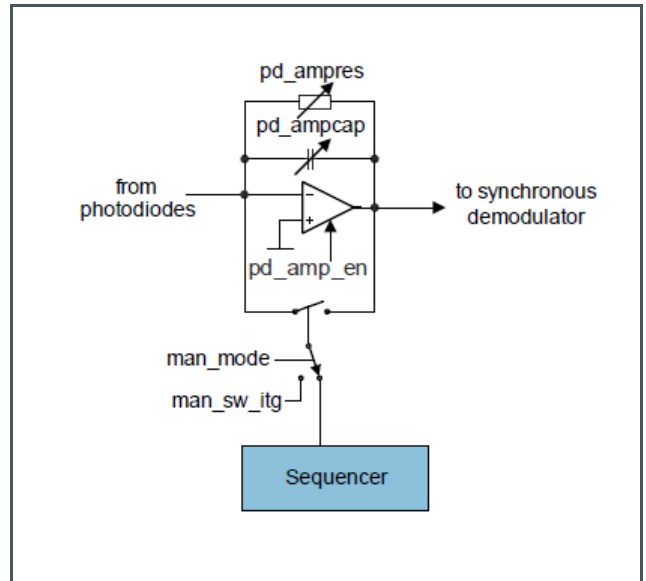 pd_ampres
pd_ampcap
from
photodiodes
to synchronous
demodulator
pd_amp_en
man_mode
man_sw_itg
Sequencer